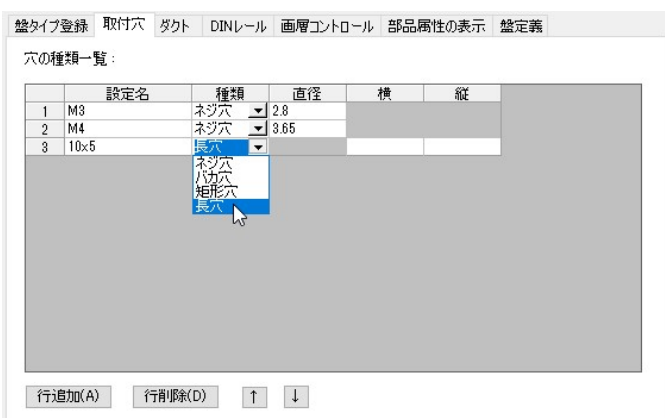 盤タイプ登録 取付穴 ダクト DINレール 画層コントロール 部品属性の表示 盤定義
穴の種類一覧：
設定名 種類 直径 横 縦
1 M3 ネジ穴 2.8
2 M4 ネジ穴 3.65
3 10x5 長穴
ネジ穴
バカ穴
矩形穴
長穴
行追加(A) 行削除(D) ↑ ↓